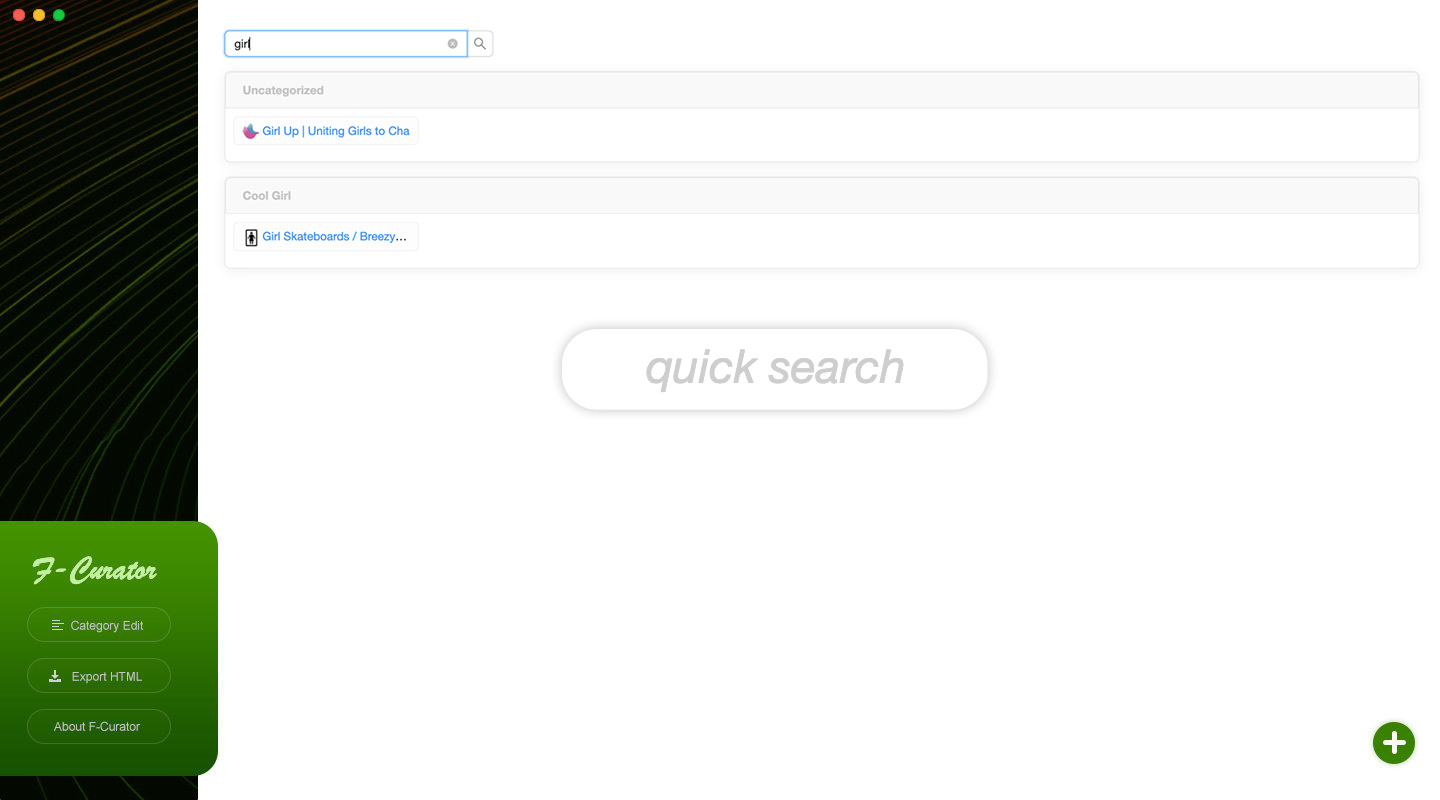 girl
Uncategorized
Girl Up | Uniting Girls to Cha
Cool Girl
Girl Skateboards / Breezy...
quick search
F-Curator
Category Edit
Export HTML
About F-Curator